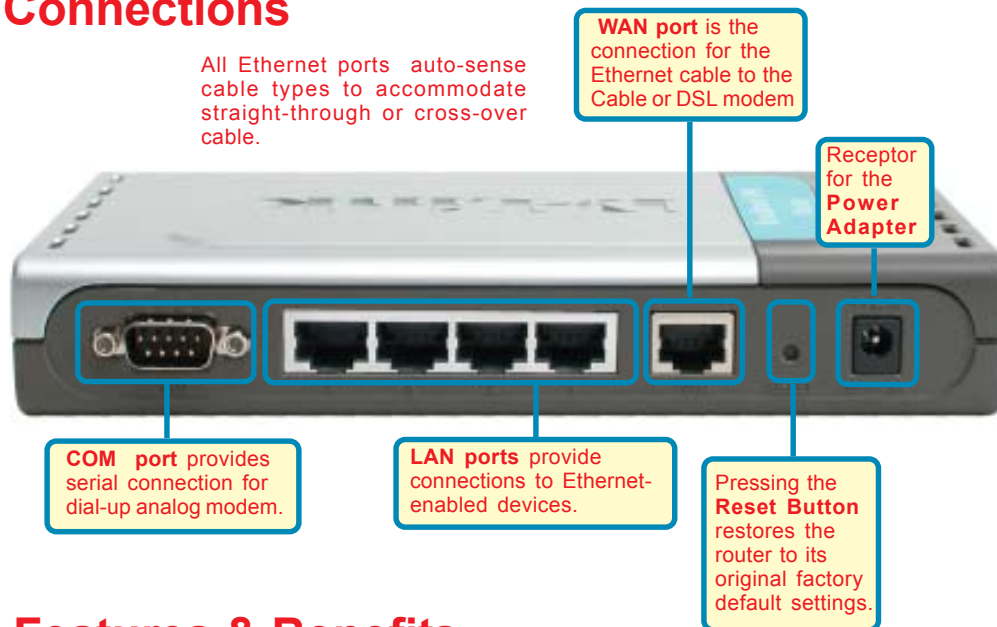 Connections
All Ethernet ports auto-sense
cable types to accommodate
straight-through or cross-over
cable.
WAN port is the
connection for the
Ethernet cable to the
Cable or DSL modem
Receptor
for the
Power
Adapter
D-Link
COM port provides
serial connection for
dial-up analog modem.
LAN ports provide
connections to Ethernet-
enabled devices.
Pressing the
Reset Button
restores the
router to its
original factory
default settings.
Features & Benefits